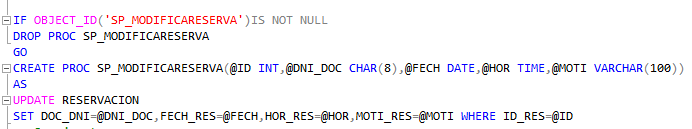 IF OBJECT_ID('SP_MODIFICARESERVA')IS NOT NULL
DROP PROC SP_MODIFICARESERVA
GO
CREATE PROC SP_MODIFICARESERVA(@ID INT,@DNI_DOC CHAR(8),@FECH DATE,@HOR TIME,@MOTI VARCHAR(100))
AS
UPDATE RESERVACION
SET DOC_DNI=@DNI_DOC,FECH_RES=@FECH,HOR_RES=@HOR,MOTI_RES=@MOTI WHERE ID_RES=@ID